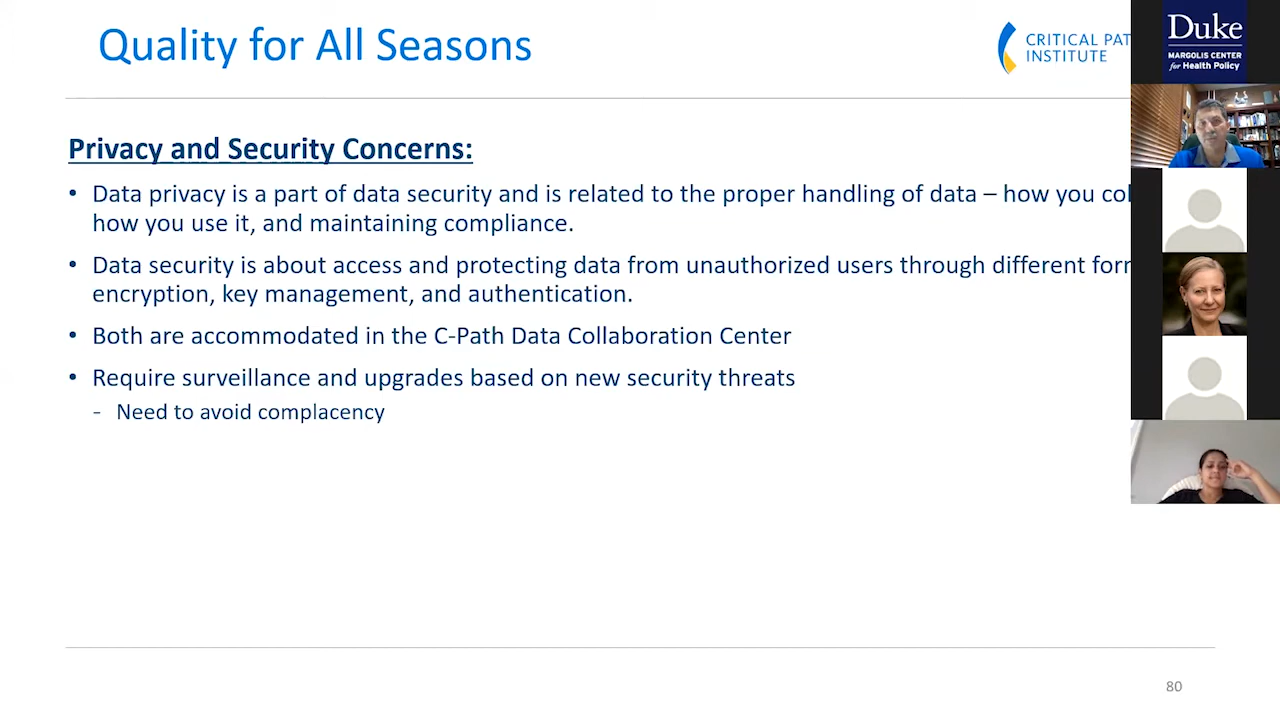 Quality for All Seasons
CRITICAL PAT
INSTITUTE
Duke
MARGOLIS CENTER
for Health Policy
Privacy and Security Concerns:
• Data privacy is a part of data security and is related to the proper handling of data – how you col
how you use it, and maintaining compliance.
• Data security is about access and protecting data from unauthorized users through different for
encryption, key management, and authentication.
• Both are accommodated in the C-Path Data Collaboration Center
• Require surveillance and upgrades based on new security threats
- Need to avoid complacency
80